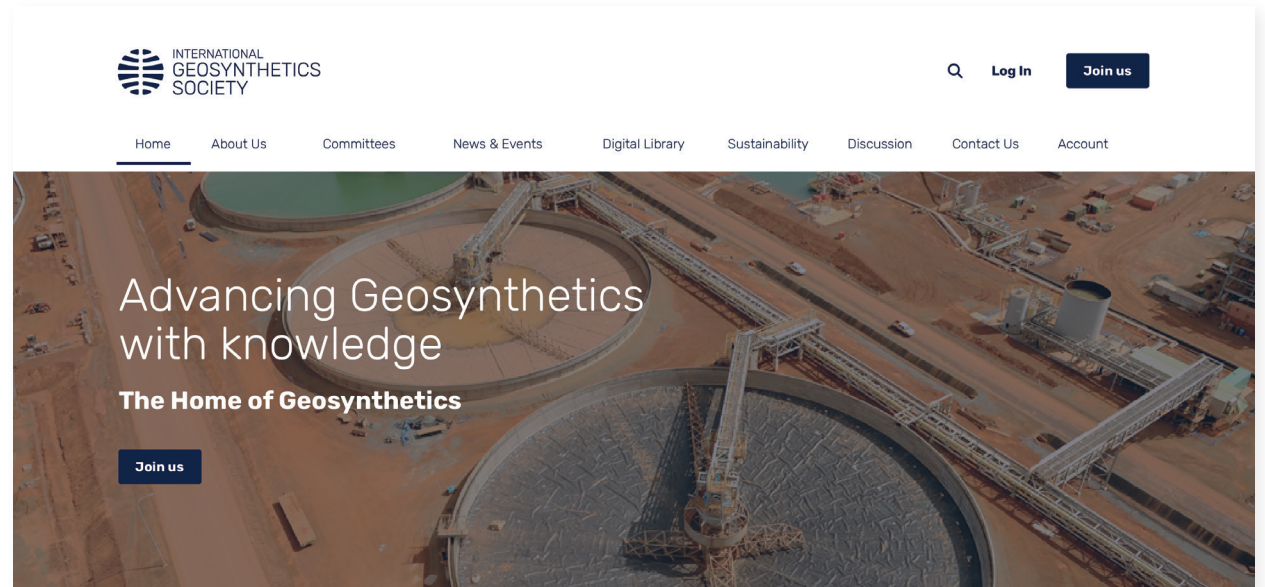 INTERNATIONAL
GEOSYNTHETICS
SOCIETY
Log In
Join us
Home
About Us
Committees
News & Events
Digital Library
Sustainability
Discussion
Contact Us
Account
Advancing Geosynthetics
with knowledge
The Home of Geosynthetics
Join us